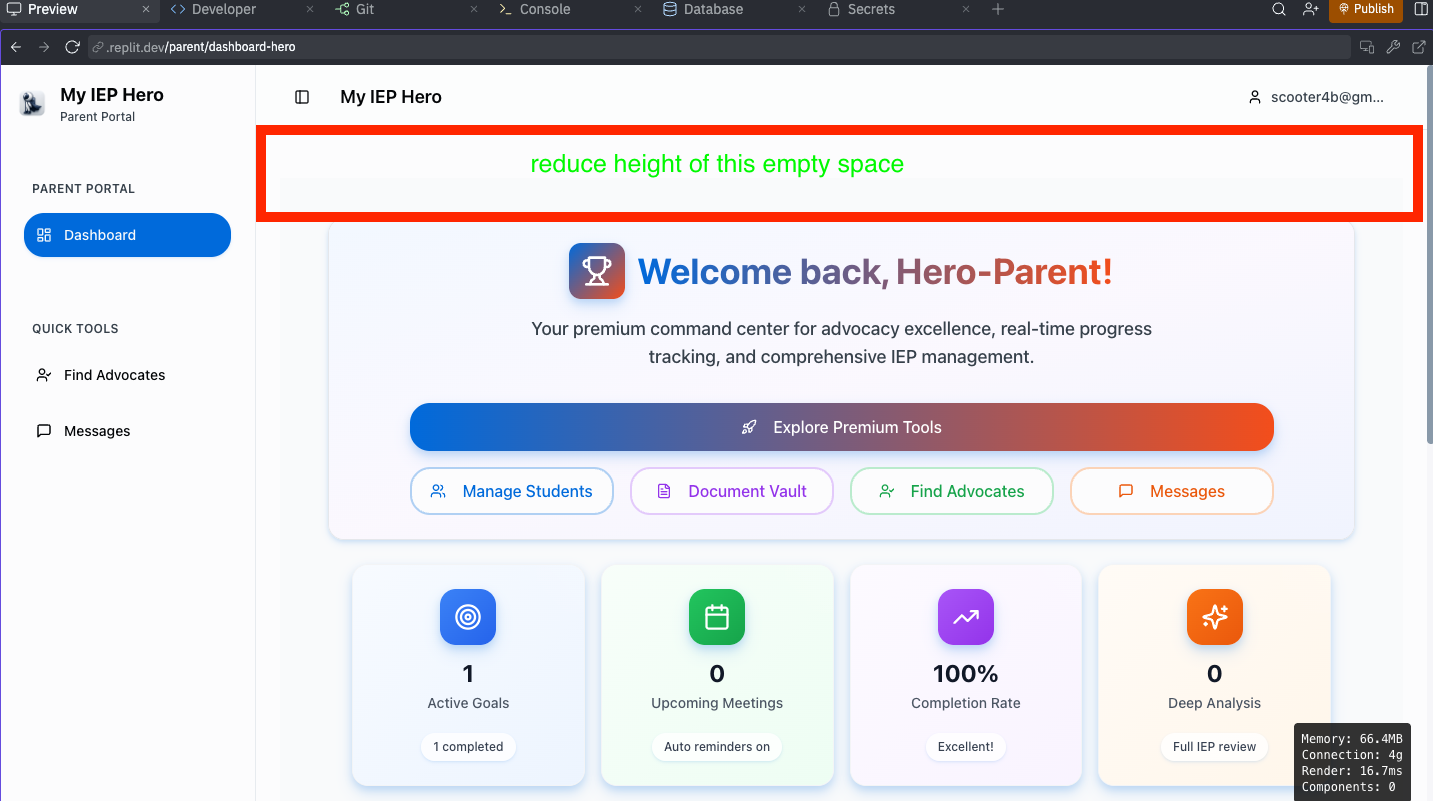 Preview
Developer
Git
Console
Database
Secrets
Publish
.replit.dev/parent/dashboard-hero
My IEP Hero
Parent Portal
My IEP Hero
scooter4b@gm...
reduce height of this empty space
PARENT PORTAL
Dashboard
QUICK TOOLS
Find Advocates
Messages
Welcome back, Hero-Parent!
Your premium command center for advocacy excellence, real-time progress
tracking, and comprehensive IEP management.
Explore Premium Tools
Manage Students
Document Vault
Find Advocates
Messages
1
Active Goals
1 completed
0
Upcoming Meetings
Auto reminders on
100%
Completion Rate
Excellent!
0
Deep Analysis
Full IEP review
Memory: 66.4MB
Connection: 4g
Render: 16.7ms
Components: 0